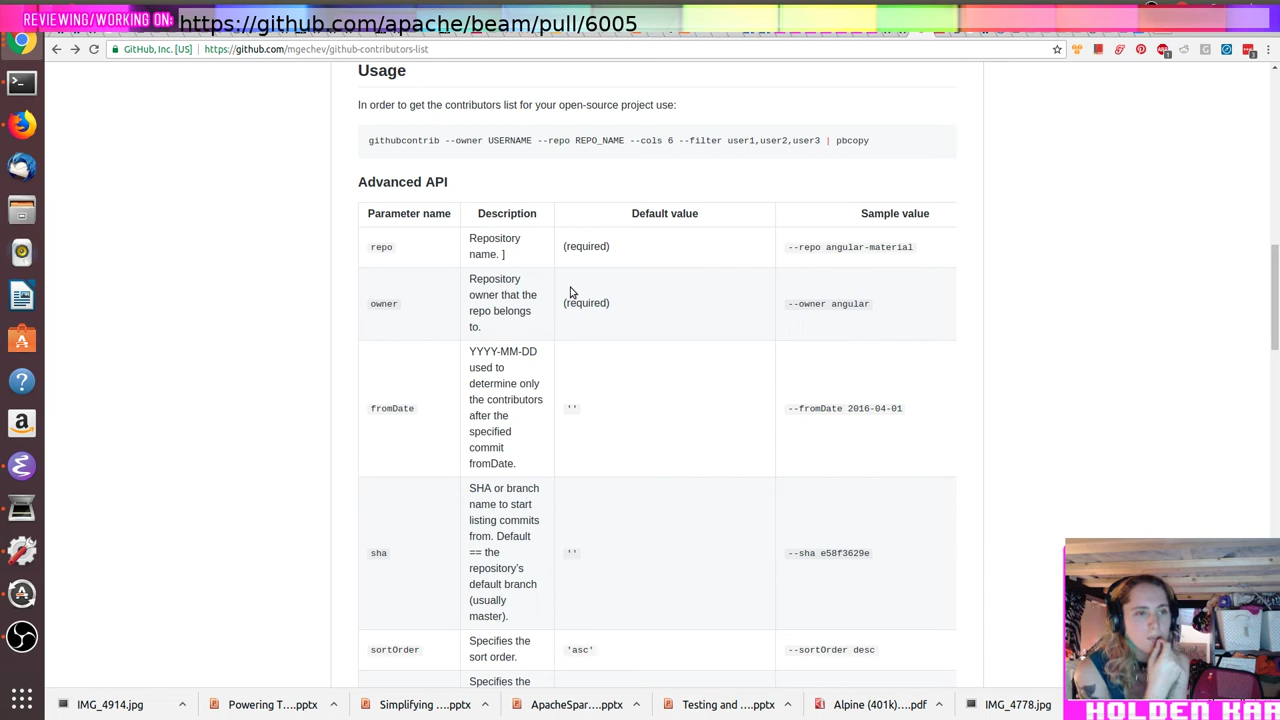 REVIEWING/WORKING ON: https://github.com/apache/beam/pull/6005
GitHub, Inc. [US] https://github.com/mgechev/github-contributors-list
Usage
In order to get the contributors list for your open-source project use:
githubcontrib --owner USERNAME --repo REPO_NAME --cols 6 --filter user1,user2,user3 | pbcopy
Advanced API
Parameter name Description Default value Sample value
repo
Repository
name. ]
(required)
--repo angular-material
owner
Repository
owner that the
repo belongs
to.
(required)
--owner angular
fromDate
YYYY-MM-DD
used to
determine only
the contributors
after the
specified
commit
fromDate.
''
--fromDate 2016-04-01
sha
SHA or branch
name to start
listing commits
from. Default
== the
repository's
default branch
(usually
master).
''
--sha e58f3629e
sortOrder
Specifies the
sort order.
'asc'
--sortOrder desc
Specifies the
IMG_4914.jpg Powering T....pptx Simplifying ....pptx ApacheSpar....pptx Testing and ....pptx Alpine (401k)....pdf IMG_4778.jpg
HOLDEN KAR